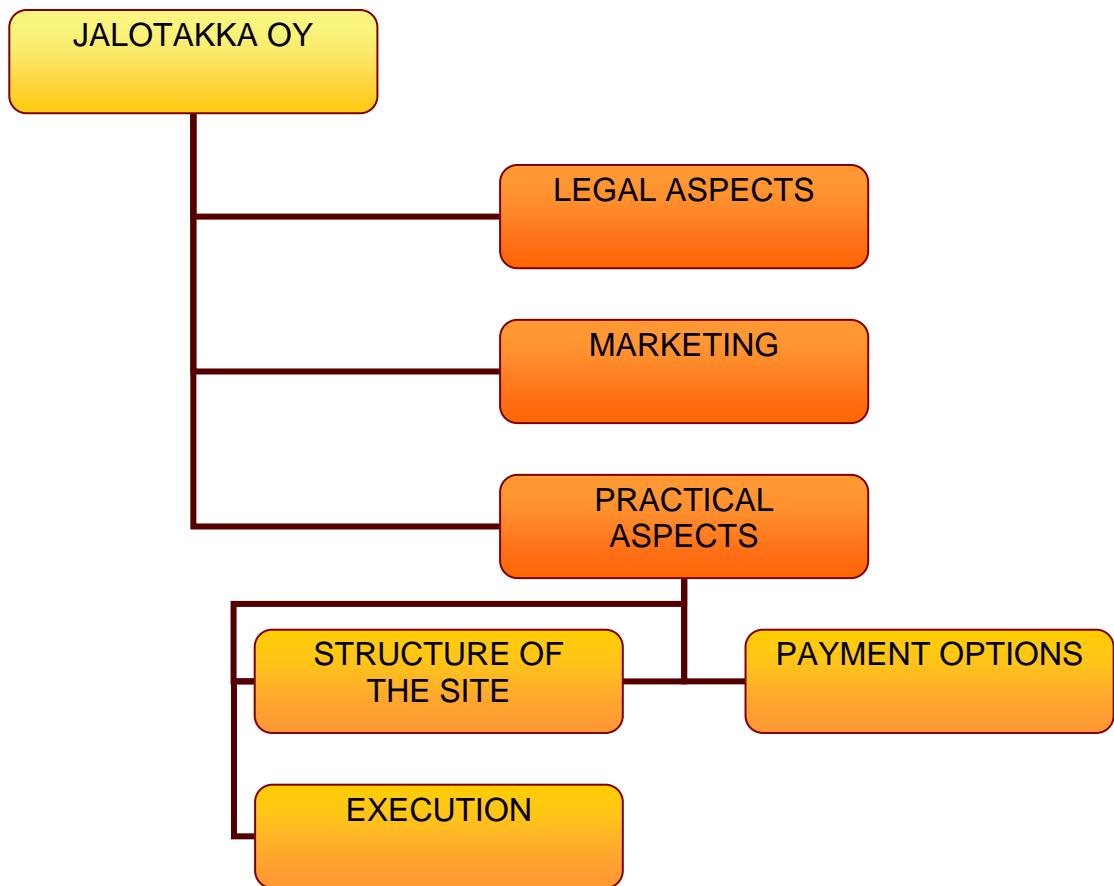 JALOTAKKA OY
LEGAL ASPECTS
MARKETING
PRACTICAL
ASPECTS
STRUCTURE OF
THE SITE
PAYMENT OPTIONS
EXECUTION